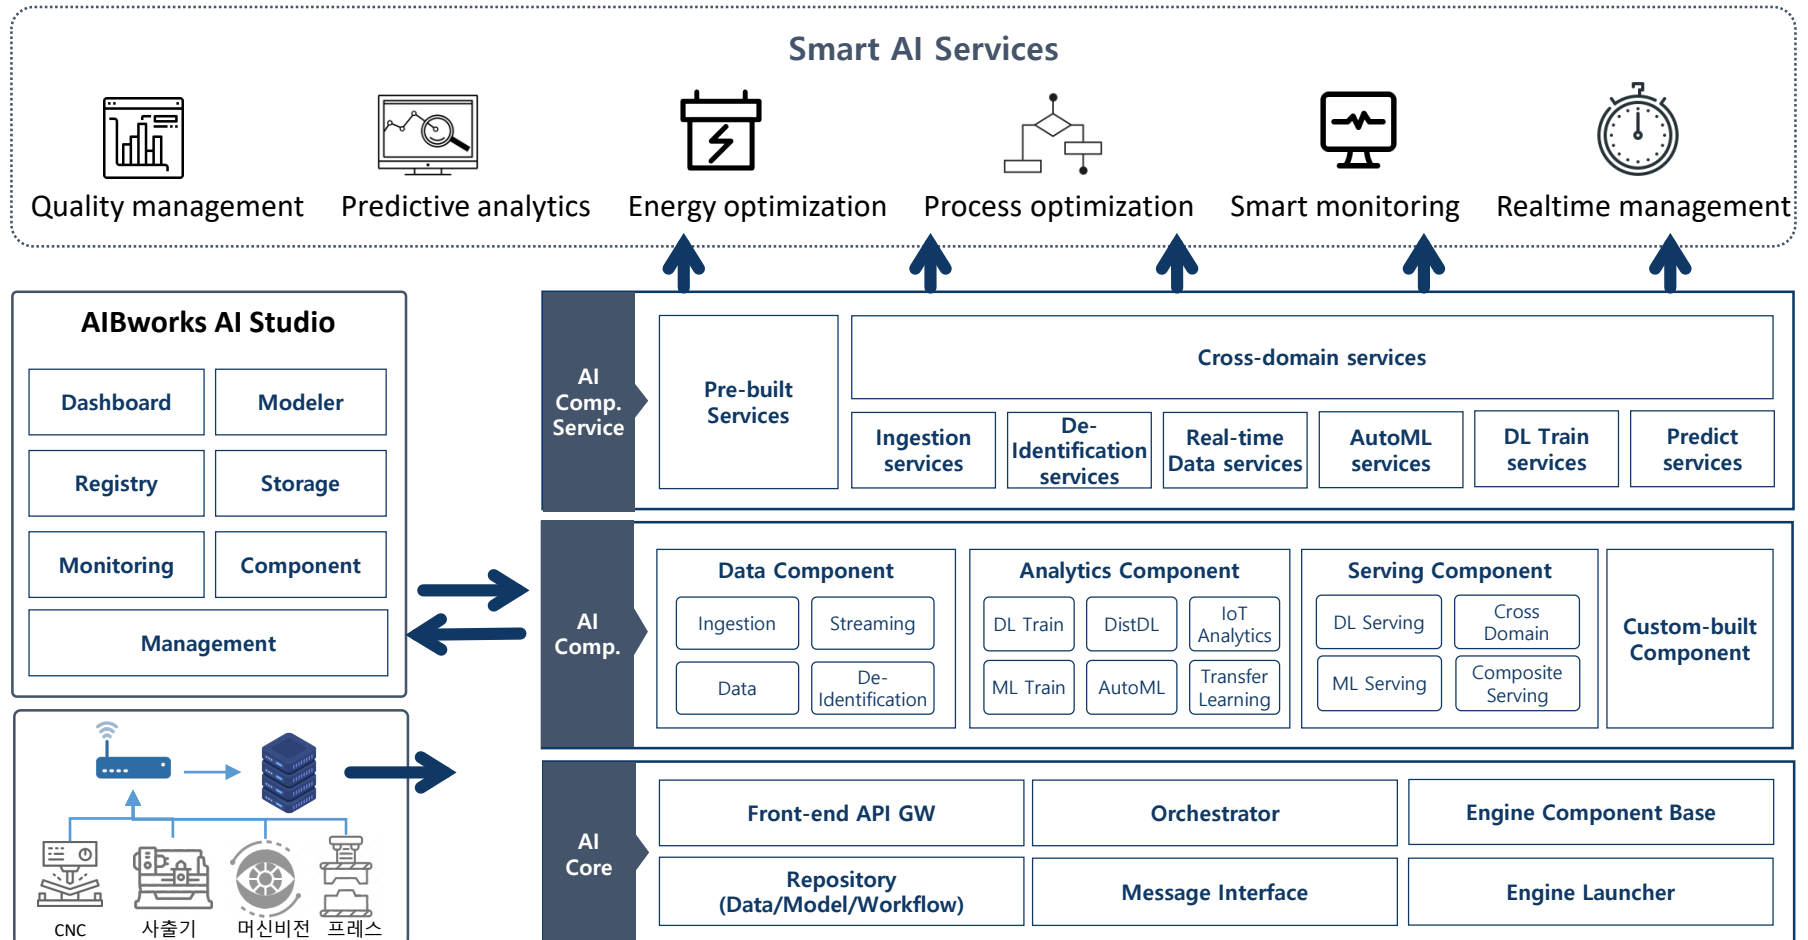 Smart AI Services
Quality management
Predictive analytics
Energy optimization
Process optimization
Smart monitoring
Realtime management
AIBworks AI Studio
Dashboard
Modeler
Registry
Storage
Monitoring
Component
Management
CNC
사출기
머신비전
프레스
AI
Comp.
Service
Pre-built
Services
Cross-domain services
Ingestion
services
De-
Identification
services
Real-time
Data services
AutoML
services
DL Train
services
Predict
services
AI
Comp.
Data Component
Ingestion
Streaming
Data
De-
Identification
Analytics Component
DL Train
DistDL
IoT
Analytics
ML Train
AutoML
Transfer
Learning
Serving Component
DL Serving
Cross
Domain
ML Serving
Composite
Serving
Custom-built
Component
AI
Core
Front-end API GW
Orchestrator
Engine Component Base
Repository
(Data/Model/Workflow)
Message Interface
Engine Launcher